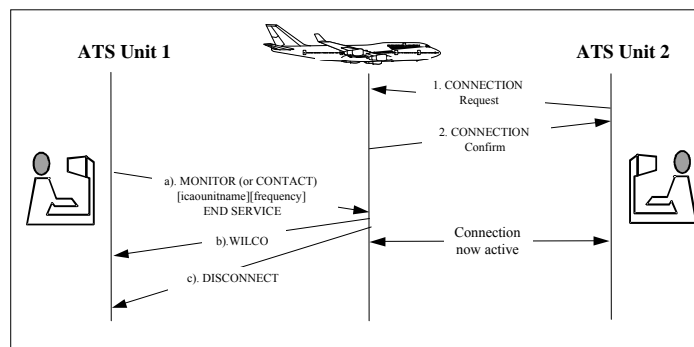 ATS Unit 1
ATS Unit 2
1. CONNECTION
Request
2. CONNECTION
Confirm
a). MONITOR (or CONTACT)
[icaounitname][frequency]
END SERVICE
b).WILCO
Connection
now active
c). DISCONNECT